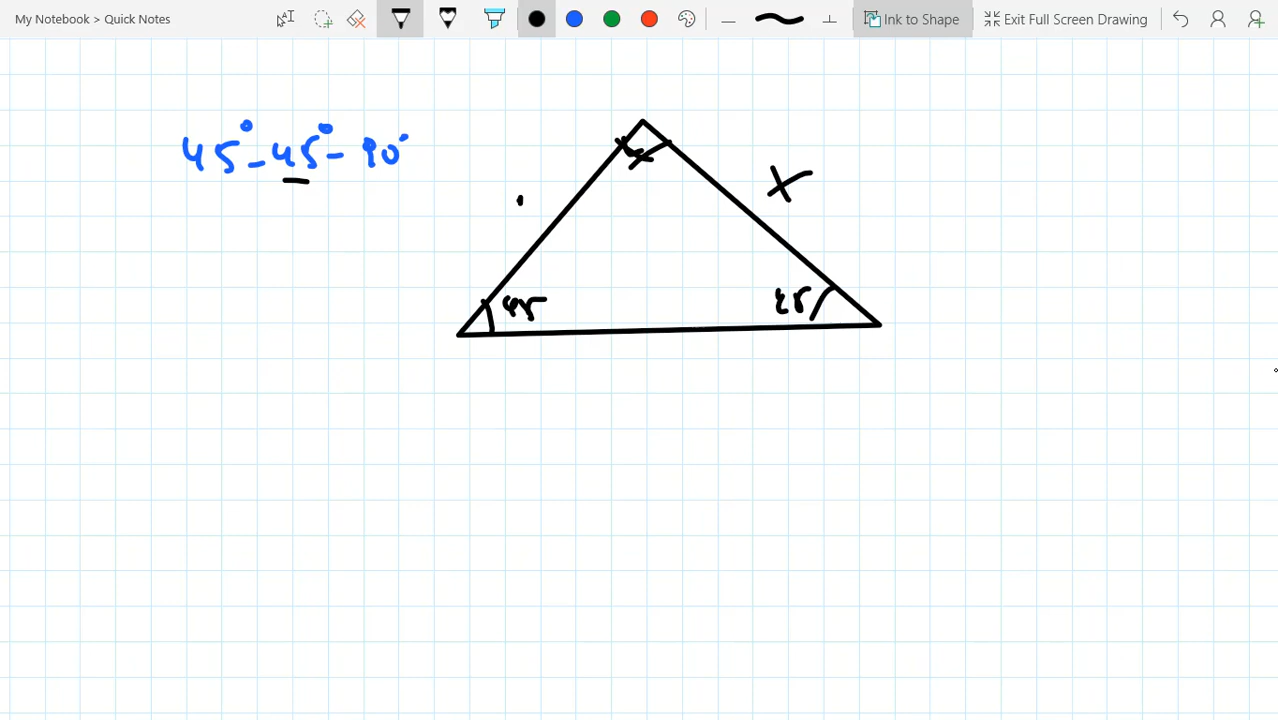 My Notebook > Quick Notes
Ink to Shape
Exit Full Screen Drawing
45° - 45° - 90°
x
45
45